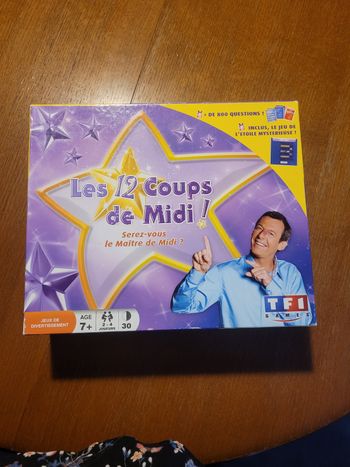 + DE 800 QUESTIONS !
INCLUS, LE JEU DE
L'ÉTOILE MYSTÉRIEUSE !
Les 12 Coups
de Midi !
Serez-vous
le Maître de Midi ?
JEUX DE
DIVERTISSEMENT
AGE
7+
2-4
JOUEURS
30
TF1
GAMES